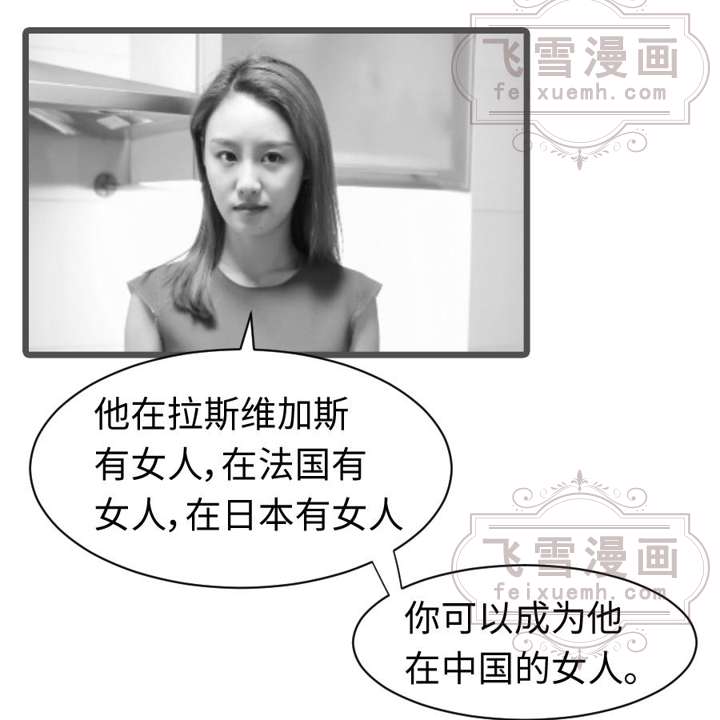 飞雪漫画
feixuemh.com
他在拉斯维加斯
有女人,在法国有
女人,在日本有女人
飞雪漫画
feixuemh.com
你可以成为他
在中国的女人。